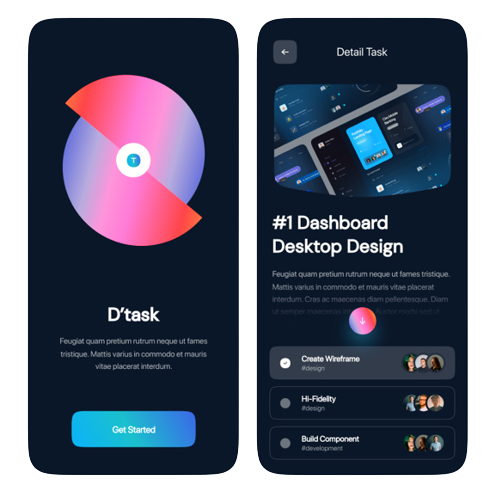 T
D'task
Feugiat quam pretium rutrum neque ut fames
tristique. Mattis varius in commodo et mauris
vitae placerat interdum.
Get Started
Detail Task
#1 Dashboard
Desktop Design
Feugiat quam pretium rutrum neque ut fames tristique.
Mattis varius in commodo et mauris vitae placerat
interdum. Cras ac maecenas diam pellentesque. Diam
ut semper maecenas
Create Wireframe
#design
Hi-Fidelity
#design
Build Component
#development